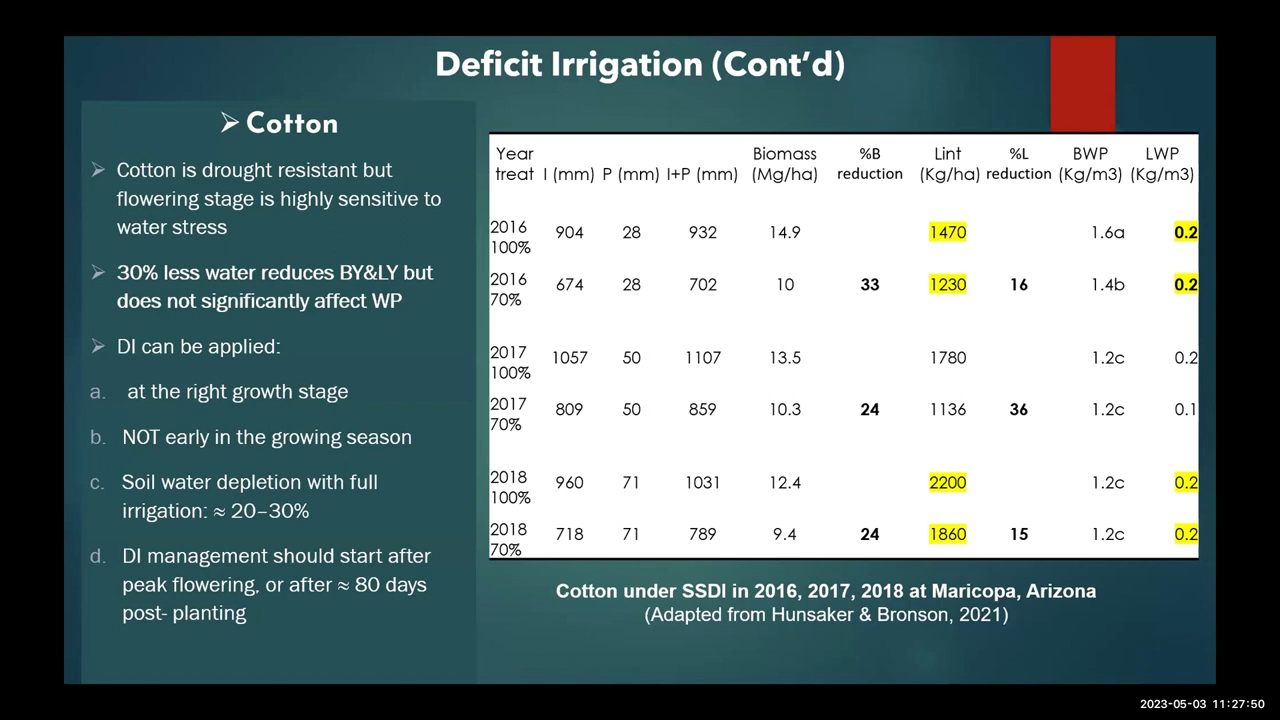 Deficit Irrigation (Cont'd)
➢ Cotton
➢ Cotton is drought resistant but
flowering stage is highly sensitive to
water stress
➢ 30% less water reduces BY&LY but
does not significantly affect WP
➢ DI can be applied:
a. at the right growth stage
b. NOT early in the growing season
c. Soil water depletion with full
irrigation: ≈ 20–30%
d. DI management should start after
peak flowering, or after ≈ 80 days
post- planting
Year Biomass %B Lint %L BWP LWP
treat I (mm) P (mm) I+P (mm) (Mg/ha) reduction (Kg/ha) reduction (Kg/m3) (Kg/m3)
2016
100% 904 28 932 14.9 1470 1.6a 0.2
2016
70% 674 28 702 10 33 1230 16 1.4b 0.2
2017
100% 1057 50 1107 13.5 1780 1.2c 0.2
2017
70% 809 50 859 10.3 24 1136 36 1.2c 0.1
2018
100% 960 71 1031 12.4 2200 1.2c 0.2
2018
70% 718 71 789 9.4 24 1860 15 1.2c 0.2
Cotton under SSDI in 2016, 2017, 2018 at Maricopa, Arizona
(Adapted from Hunsaker & Bronson, 2021)
2023-05-03 11:27:50